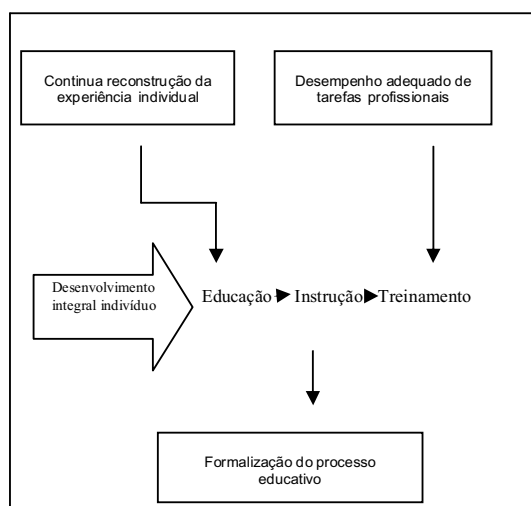 Continua reconstrução da
experiência individual
Desempenho adequado de
tarefas profissionais
Desenvolvimento
integral indivíduo
Educação Instrução Treinamento
Formalização do processo
educativo